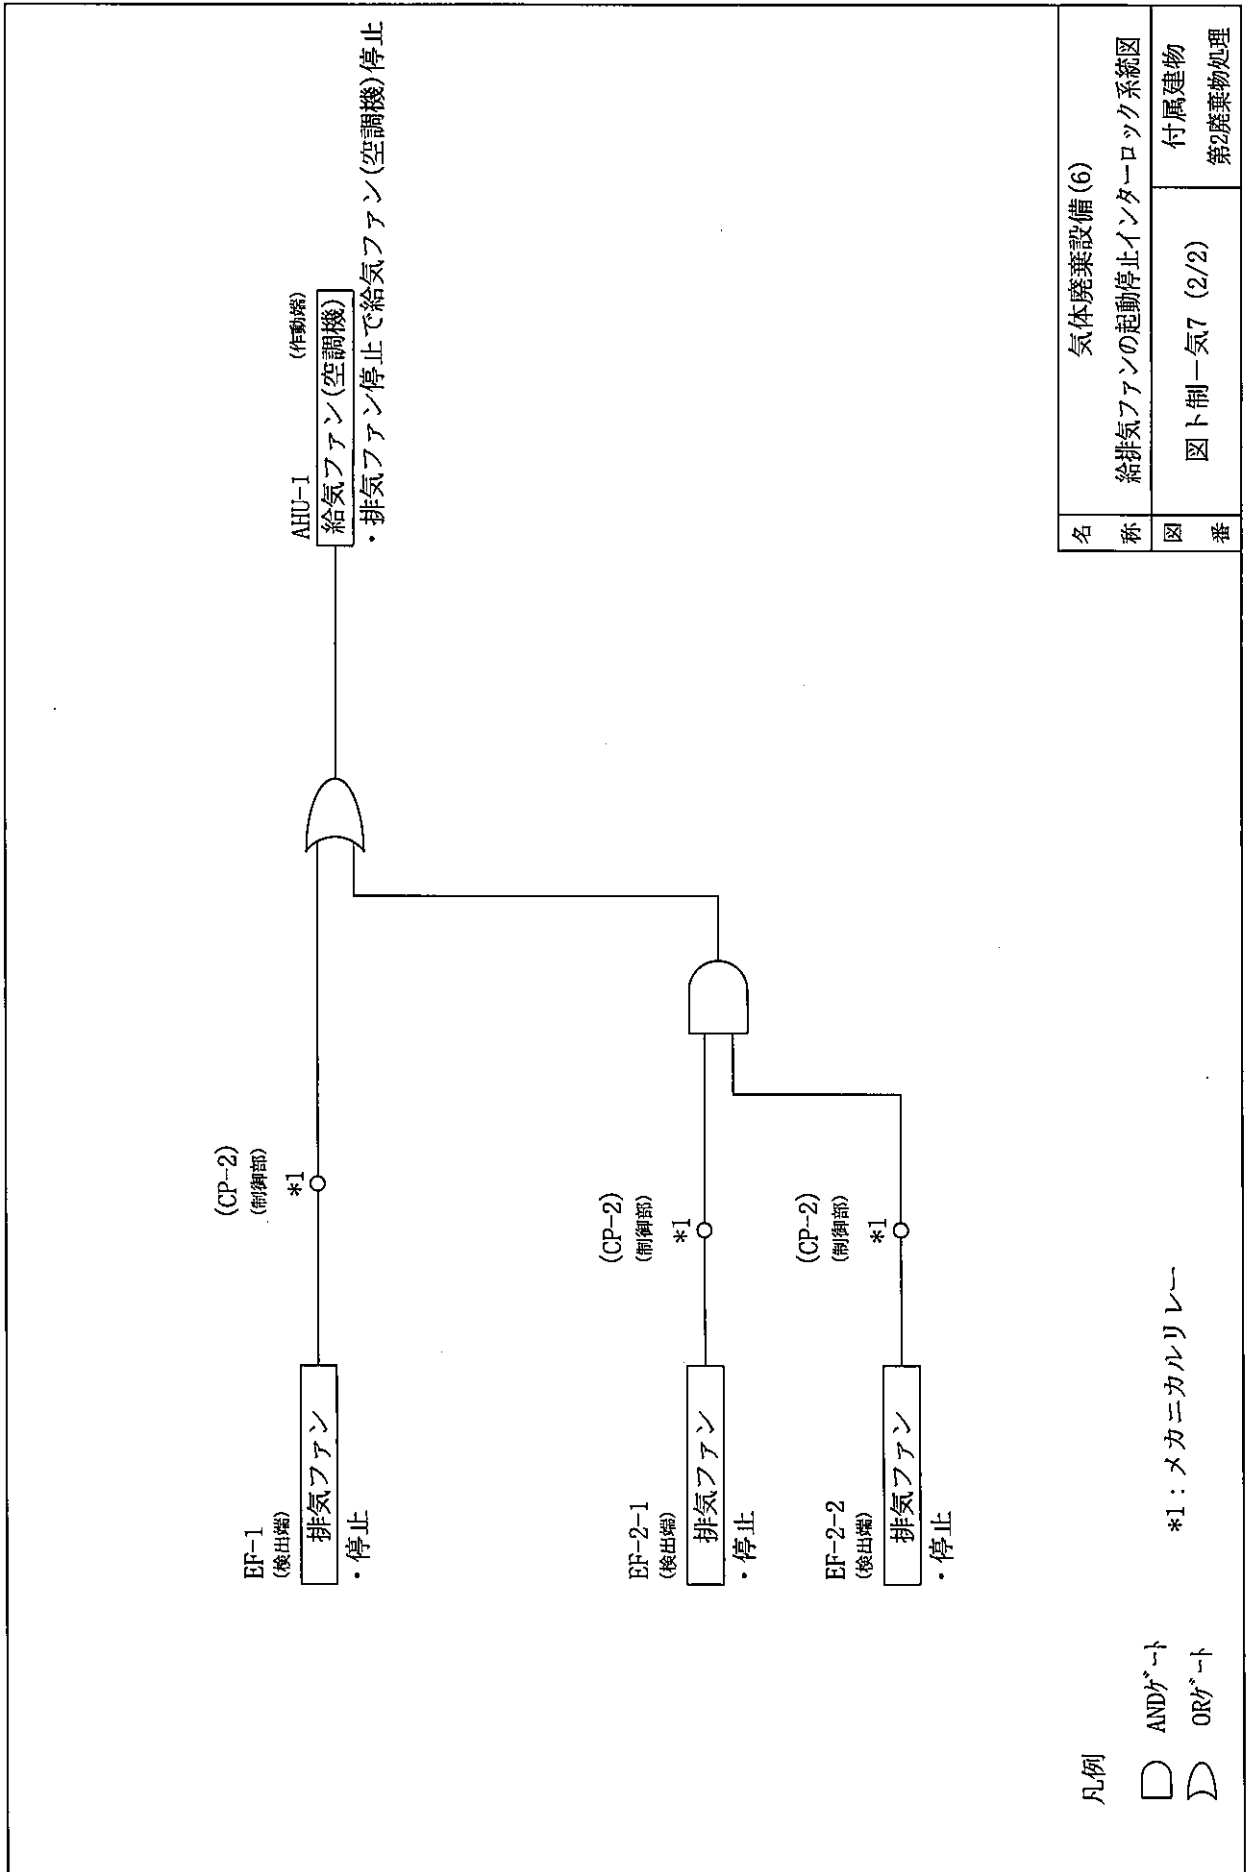 EF-1
(検出端)
排気ファン
・停止
(CP-2)
(制御部)
*1
AHU-1
(作動端)
給気ファン(空調機)
・排気ファン停止で給気ファン(空調機)停止
EF-2-1
(検出端)
排気ファン
・停止
(CP-2)
(制御部)
*1
EF-2-2
(検出端)
排気ファン
・停止
(CP-2)
(制御部)
*1
凡例
ANDゲート
ORゲート
*1：メカニカルリレー
名称
気体廃棄設備(6)
給排気ファンの起動停止インターロック系統図
図番
図ト制－気7 (2/2)
付属建物
第2廃棄物処理